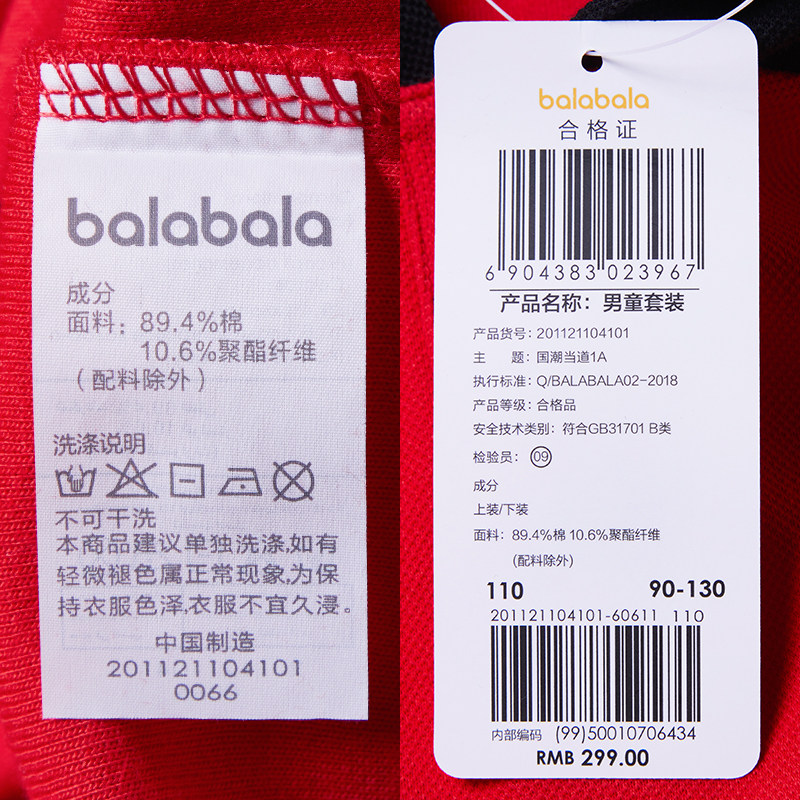 balabala
成分
面料：89.4%棉
10.6%聚酯纤维
（配料除外）
洗涤说明
不可干洗
本商品建议单独洗涤,如有
轻微褪色属正常现象,为保
持衣服色泽,衣服不宜久浸。
中国制造
201121104101
0066
balabala
合格证
6 904383 023967
产品名称：男童套装
产品货号：201121104101
主 题：国潮当道1A
执行标准：Q/BALABALA02-2018
产品等级：合格品
安全技术类别：符合GB31701 B类
检验员：09
成分
上装/下装
面料：89.4%棉 10.6%聚酯纤维
(配料除外)
110 90-130
201121104101-60611 110
内部编码 (99)50010706434
RMB 299.00